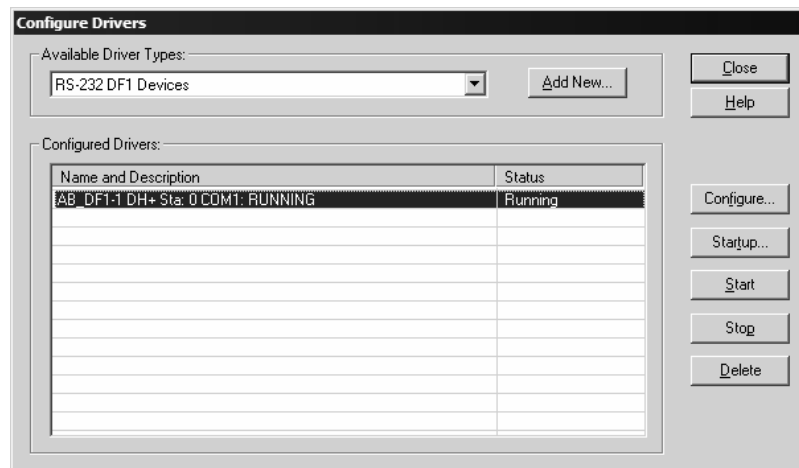 Configure Drivers
Available Driver Types:
RS-232 DF1 Devices
Add New...
Close
Help
Configured Drivers:
Name and Description Status
AB_DF1-1 DH+ Sta: 0 COM1: RUNNING Running
Configure...
Startup...
Start
Stop
Delete